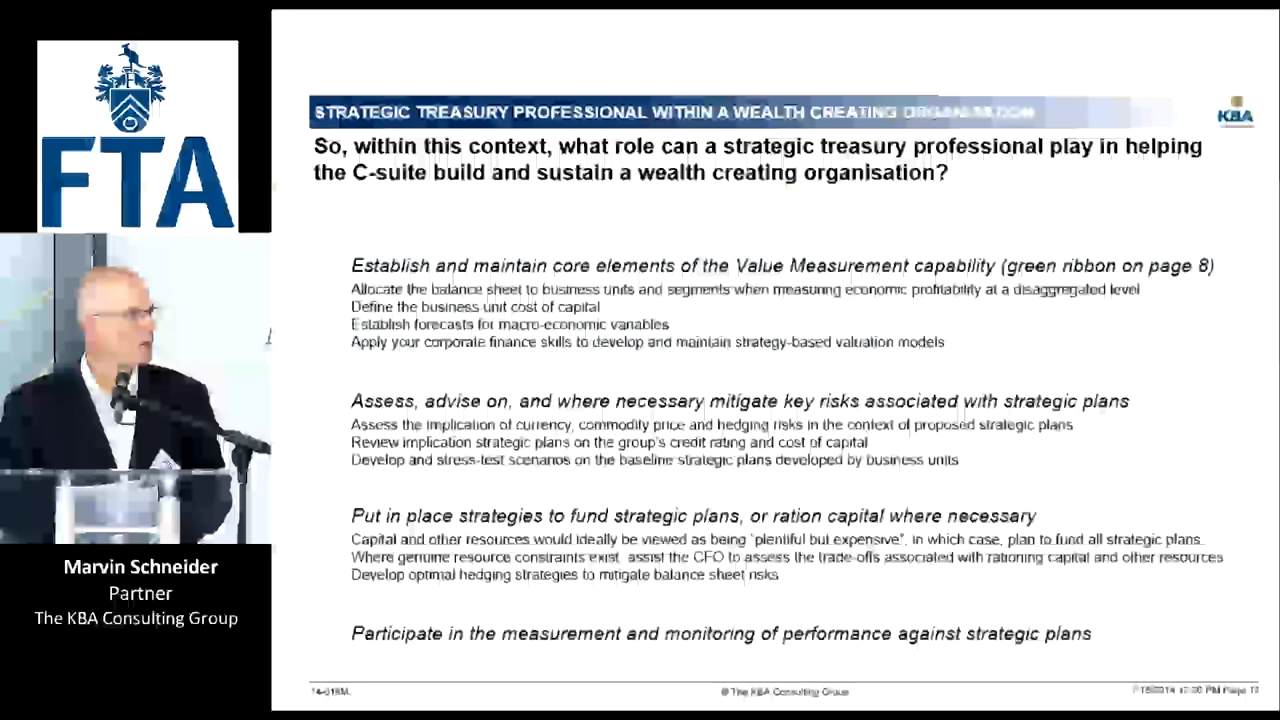 FTA
STRATEGIC TREASURY PROFESSIONAL WITHIN A WEALTH CREATING ORGANISATION
KBA
So, within this context, what role can a strategic treasury professional play in helping
the C-suite build and sustain a wealth creating organisation?
Establish and maintain core elements of the Value Measurement capability (green ribbon on page 8)
Allocate the balance sheet to business units and segments when measuring economic profitability at a disaggregated level
Define the business unit cost of capital
Establish forecasts for macro-economic variables
Apply your corporate finance skills to develop and maintain strategy-based valuation models
Assess, advise on, and where necessary mitigate key risks associated with strategic plans
Assess the implication of currency, commodity price and hedging risks in the context of proposed strategic plans
Review implication strategic plans on the group's credit rating and cost of capital
Develop and stress-test scenarios on the baseline strategic plans developed by business units
Put in place strategies to fund strategic plans, or ration capital where necessary
Capital and other resources would ideally be viewed as being "plentiful but expensive", in which case, plan to fund all strategic plans
Where genuine resource constraints exist, assist the CFO to assess the trade-offs associated with rationing capital and other resources
Develop optimal hedging strategies to mitigate balance sheet risks
Participate in the measurement and monitoring of performance against strategic plans
© The KBA Consulting Group
Marvin Schneider
Partner
The KBA Consulting Group